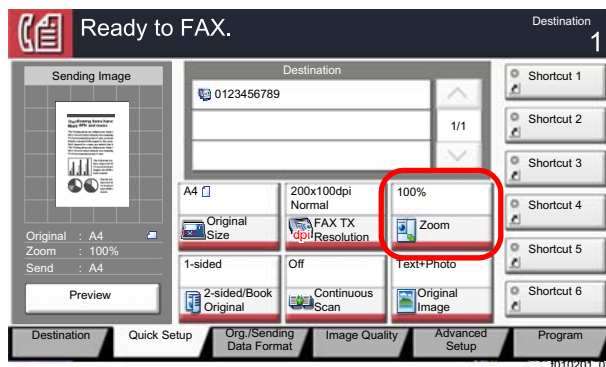 Ready to FAX.
Destination
1
Sending Image
Destination
0123456789
1/1
Original : A4
Zoom : 100%
Send : A4
Preview
A4
Original
Size
200x100dpi
Normal
dpi
FAX TX
Resolution
100%
Zoom
1-sided
2-sided/Book
Original
Off
Continuous
Scan
Text+Photo
Original
Image
Shortcut 1
Shortcut 2
Shortcut 3
Shortcut 4
Shortcut 5
Shortcut 6
Destination
Quick Setup
Org./Sending
Data Format
Image Quality
Advanced
Setup
Program